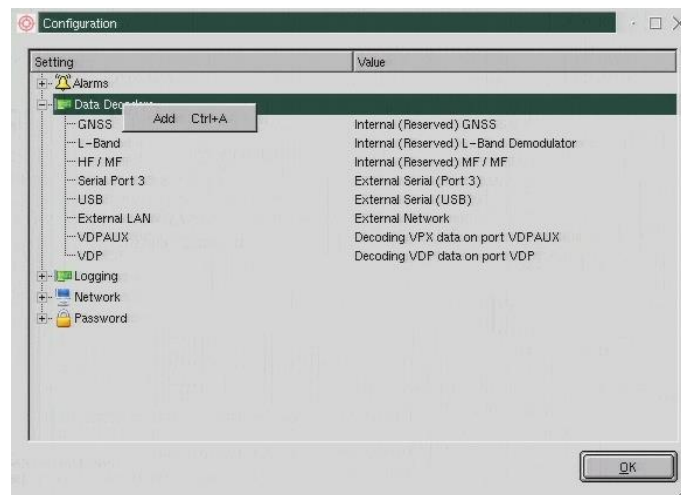 Configuration
Setting Value
Alarms
Data Decoders
Add Ctrl+A
GNSS Internal (Reserved) GNSS
L-Band Internal (Reserved) L-Band Demodulator
HF / MF Internal (Reserved) MF / MF
Serial Port 3 External Serial (Port 3)
USB External Serial (USB)
External LAN External Network
VDPAUX Decoding VPX data on port VDPAUX
VDP Decoding VDP data on port VDP
Logging
Network
Password
OK